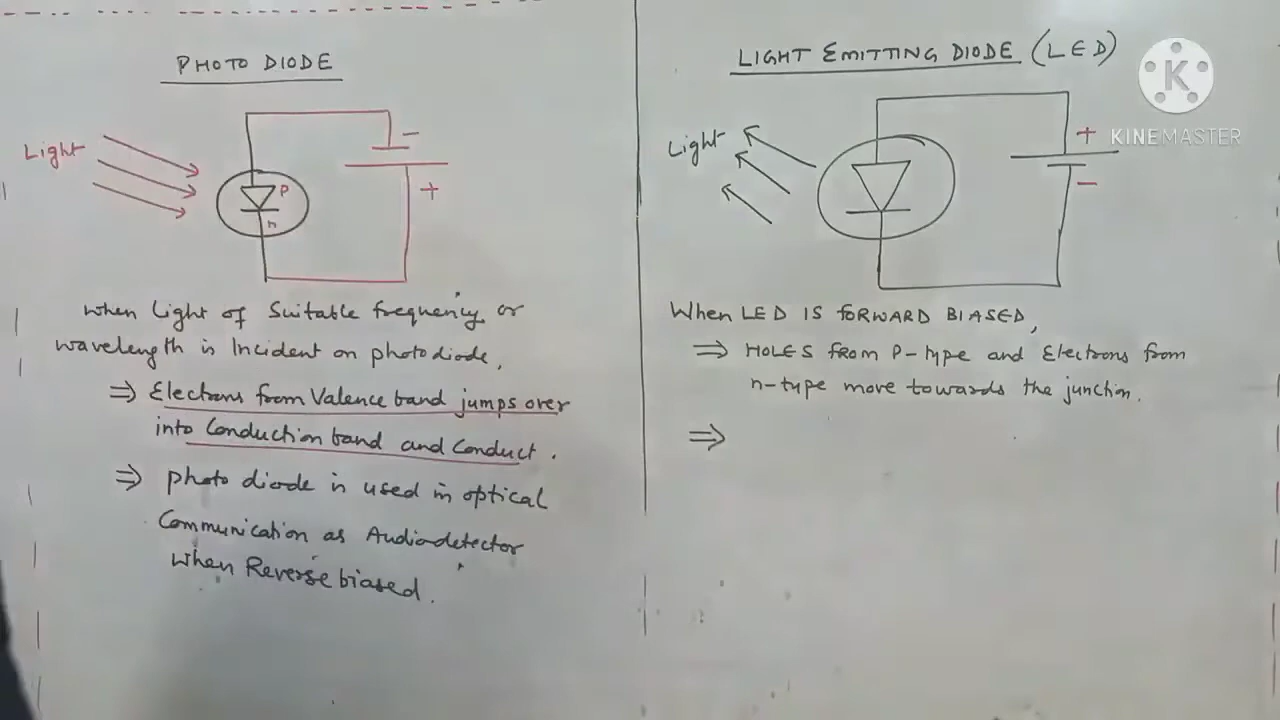 PHOTO DIODE
Light
-
+
P
n
when light of Suitable frequency or
wavelength is Incident on photodiode,
⇒ Electrons from Valence band jumps over
into Conduction band and Conduct.
⇒ photo diode is used in optical
Communication as Audiodetector
when Reverse biased.
LIGHT EMITTING DIODE (LED)
K
KINEMASTER
Light
+
-
When LED IS FORWARD BIASED,
⇒ HOLES from P-type and Electrons from
n-type move towards the junction.
⇒